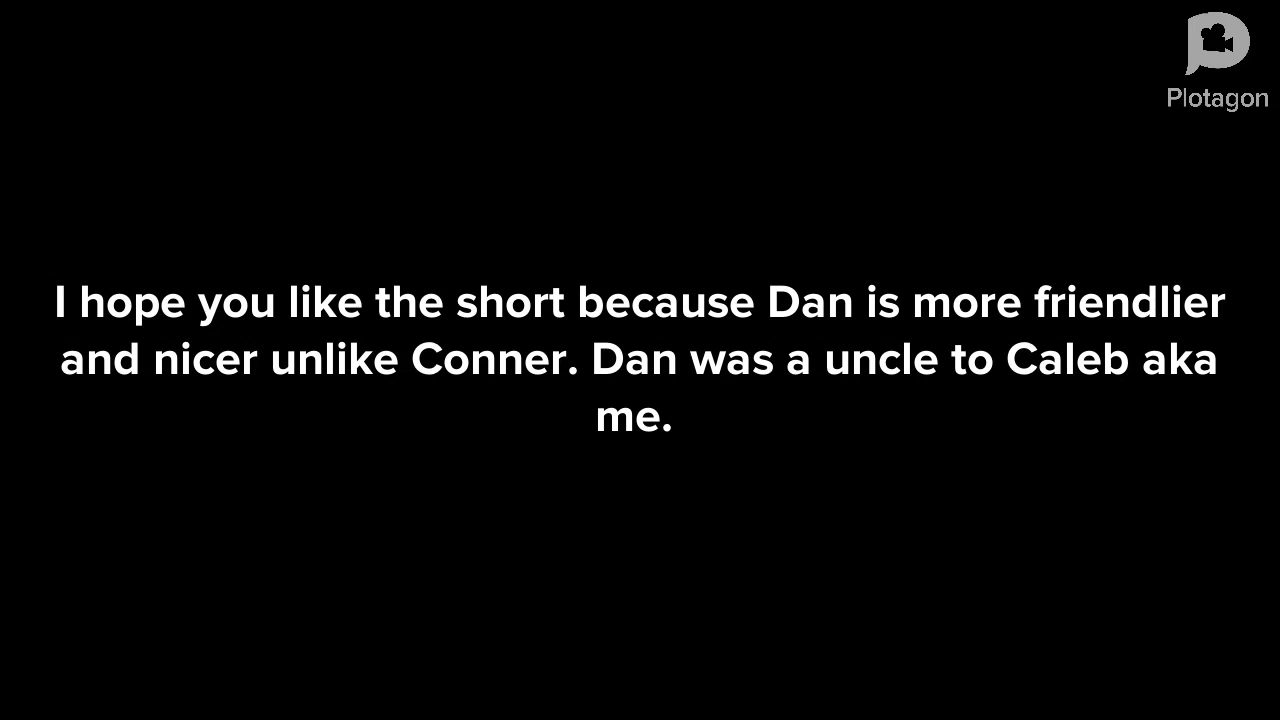 Plotagon
I hope you like the short because Dan is more friendlier
and nicer unlike Conner. Dan was a uncle to Caleb aka
me.